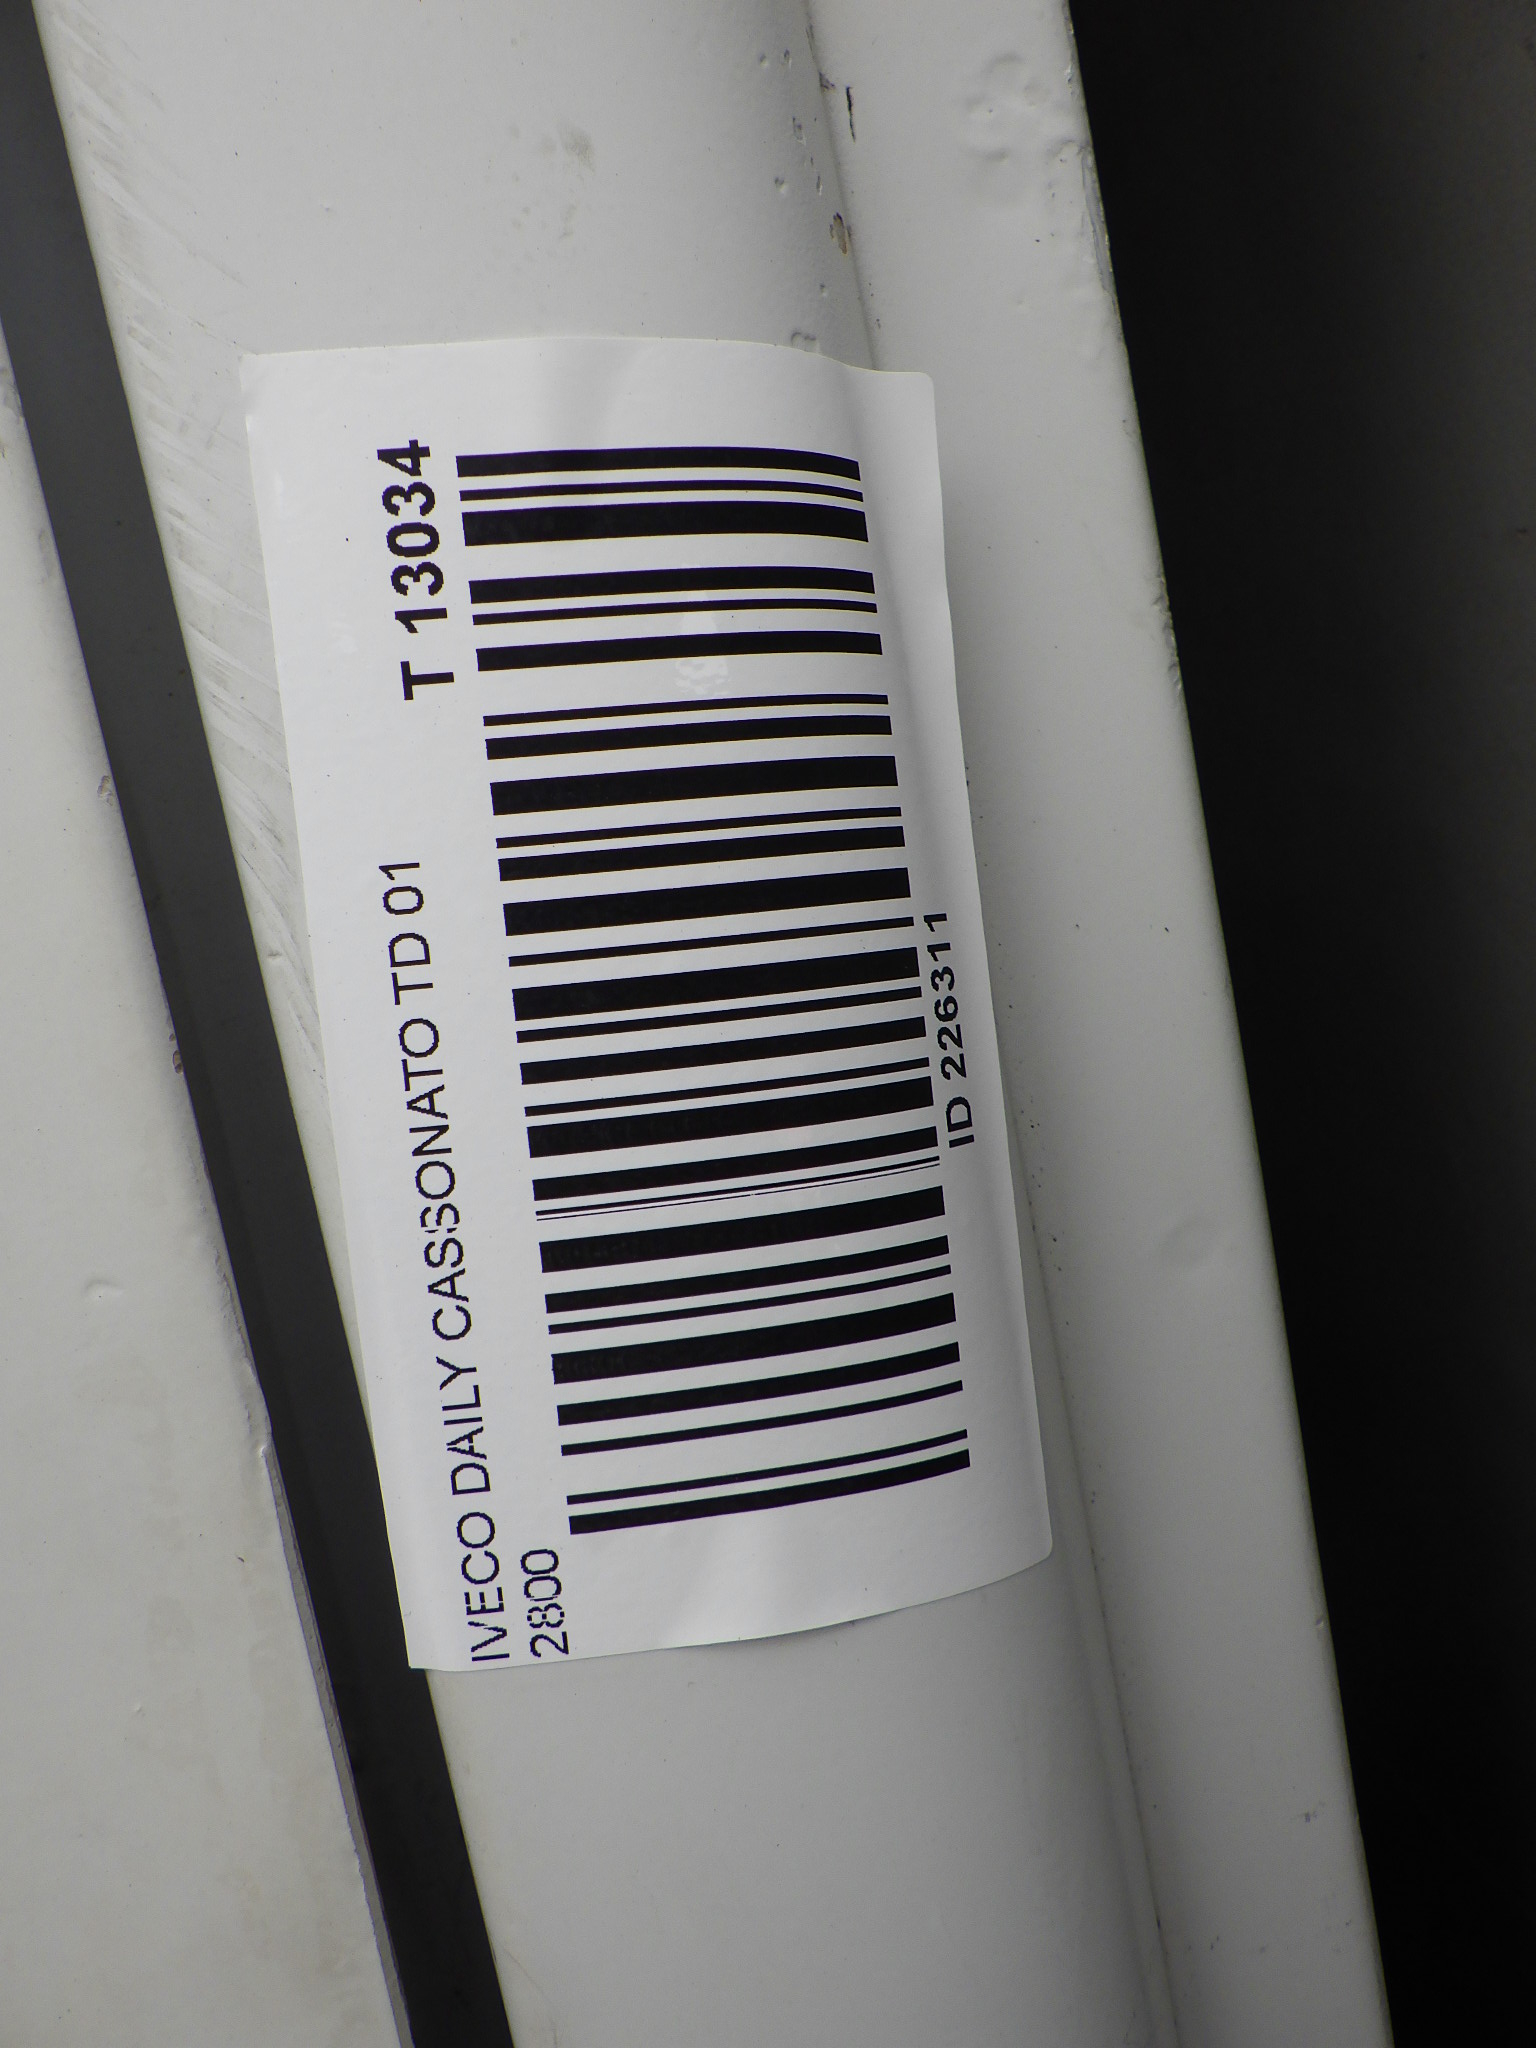 IVECO DAILY CASSONATO TD 01
2800
T 13034
ID 226311